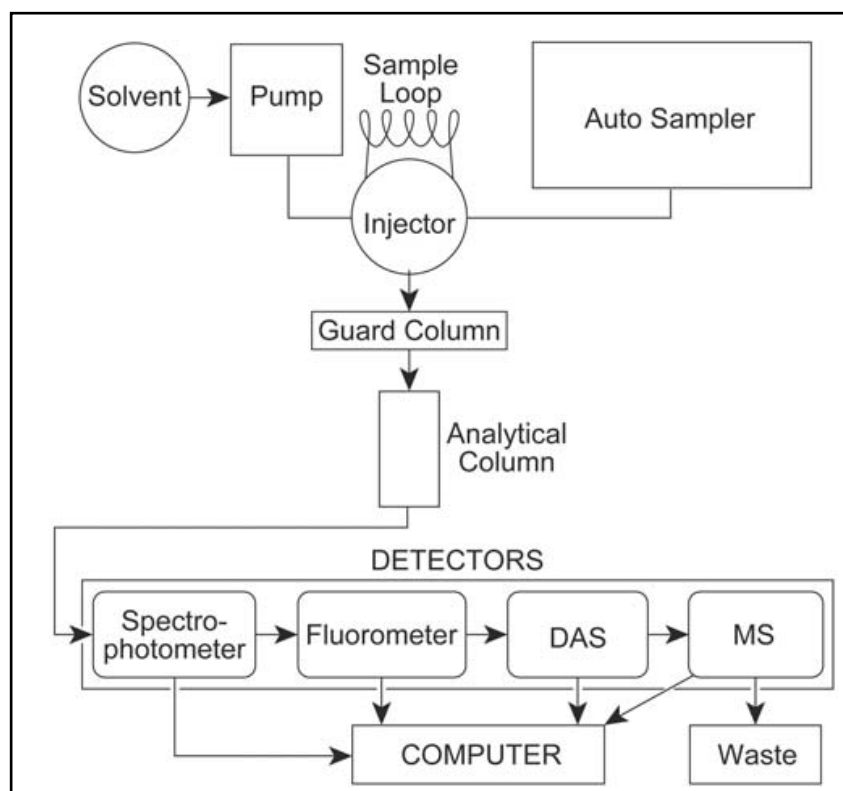 Solvent
Pump
Sample
Loop
Auto Sampler
Injector
Guard Column
Analytical
Column
DETECTORS
Spectro-
photometer
Fluorometer
DAS
MS
COMPUTER
Waste